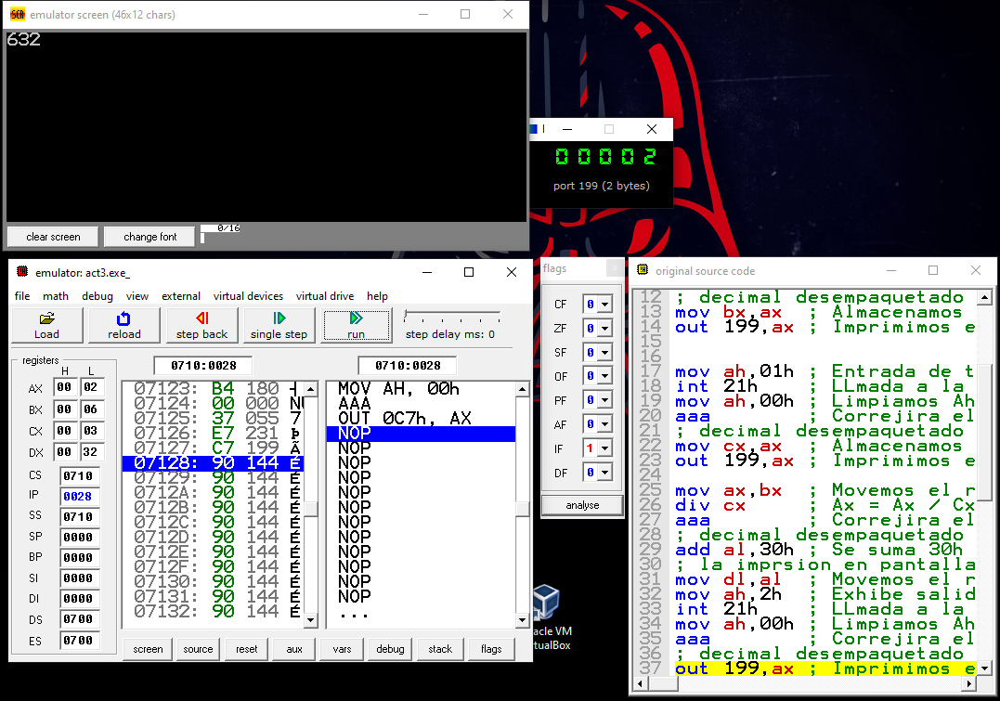 emulator screen (46x12 chars)
632
clear screen
change font
0/16
00002
port 199 (2 bytes)
emulator: act3.exe_
file math debug view external virtual devices virtual drive help
Load
reload
step back
single step
run
step delay ms: 0
registers
H L
AX 00 02
BX 00 06
CX 00 03
DX 00 32
CS 0710
IP 0028
SS 0710
SP 0000
BP 0000
SI 0000
DI 0000
DS 0700
ES 0700
0710:0028
07123: B4 180 ┤
07124: 00 000 NU
07125: 37 055 7
07126: E7 231 þ
07127: C7 199 Ã
07128: 90 144 É
07129: 90 144 É
0712A: 90 144 É
0712B: 90 144 É
0712C: 90 144 É
0712D: 90 144 É
0712E: 90 144 É
0712F: 90 144 É
07130: 90 144 É
07131: 90 144 É
07132: 90 144 É
0710:0028
MOV AH, 00h
AAA
OUT 0C7h, AX
NOP
NOP
NOP
NOP
NOP
NOP
NOP
NOP
NOP
NOP
NOP
NOP
...
screen
source
reset
aux
vars
debug
stack
flags
flags
CF 0
ZF 0
SF 0
OF 0
PF 0
AF 0
IF 1
DF 0
analyse
original source code
12 ; decimal desempaquetado
13 mov bx,ax ; Almacenamos
14 out 199,ax ; Imprimimos e
15
16
17 mov ah,01h ; Entrada de t
18 int 21h ; LLmada a la
19 mov ah,00h ; Limpiamos Ah
20 aaa ; Correjira el
21 ; decimal desempaquetado
22 mov cx,ax ; Almacenamos
23 out 199,ax ; Imprimimos e
24
25 mov ax,bx ; Movemos el r
26 div cx ; Ax = Ax / Cx
27 aaa ; Correjira el
28 ; decimal desempaquetado
29 add al,30h ; Se suma 30h
30 ; la imprsion en pantalla
31 mov dl,al ; Movemos el r
32 mov ah,2h ; Exhibe salid
33 int 21h ; LLmada a la
34 mov ah,00h ; Limpiamos Ah
35 aaa ; Correjira el
36 ; decimal desempaquetado
37 out 199,ax ; Imprimimos e
acle VM
rtualBox